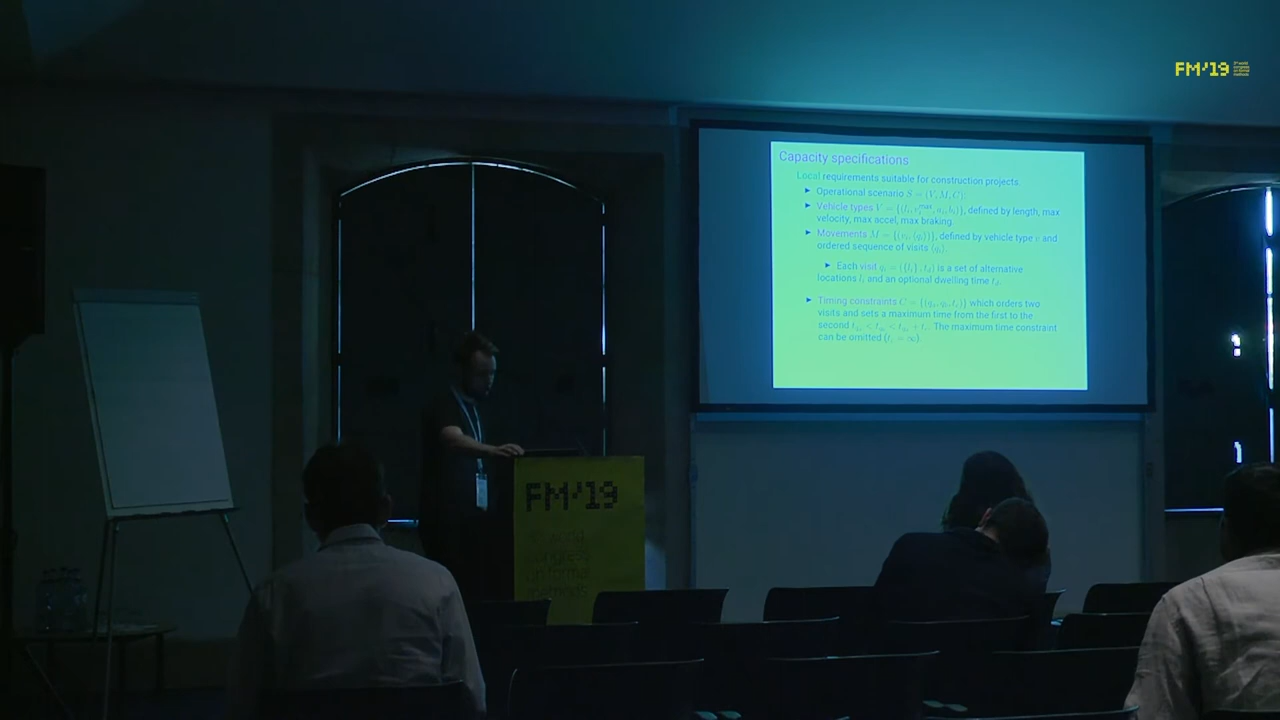 FM'19
Capacity specifications
Local requirements suitable for construction projects.
▶ Operational scenario S = (V, M, C):
▶ Vehicle types V = {(l_i, v_i^max, a_i, b_i)}, defined by length, max
velocity, max accel, max braking.
▶ Movements M = {(v_i, ⟨q_i⟩)}, defined by vehicle type v and
ordered sequence of visits ⟨q_i⟩.
▶ Each visit q_i = ({l_i}, t_d) is a set of alternative
locations l_i and an optional dwelling time t_d.
▶ Timing constraints C = {(q_a, q_b, t_c)} which orders two
visits and sets a maximum time from the first to the
second t_{q_a} < t_{q_b} < t_{q_a} + t_c. The maximum time constraint
can be omitted (t_c = ∞).
FM'19